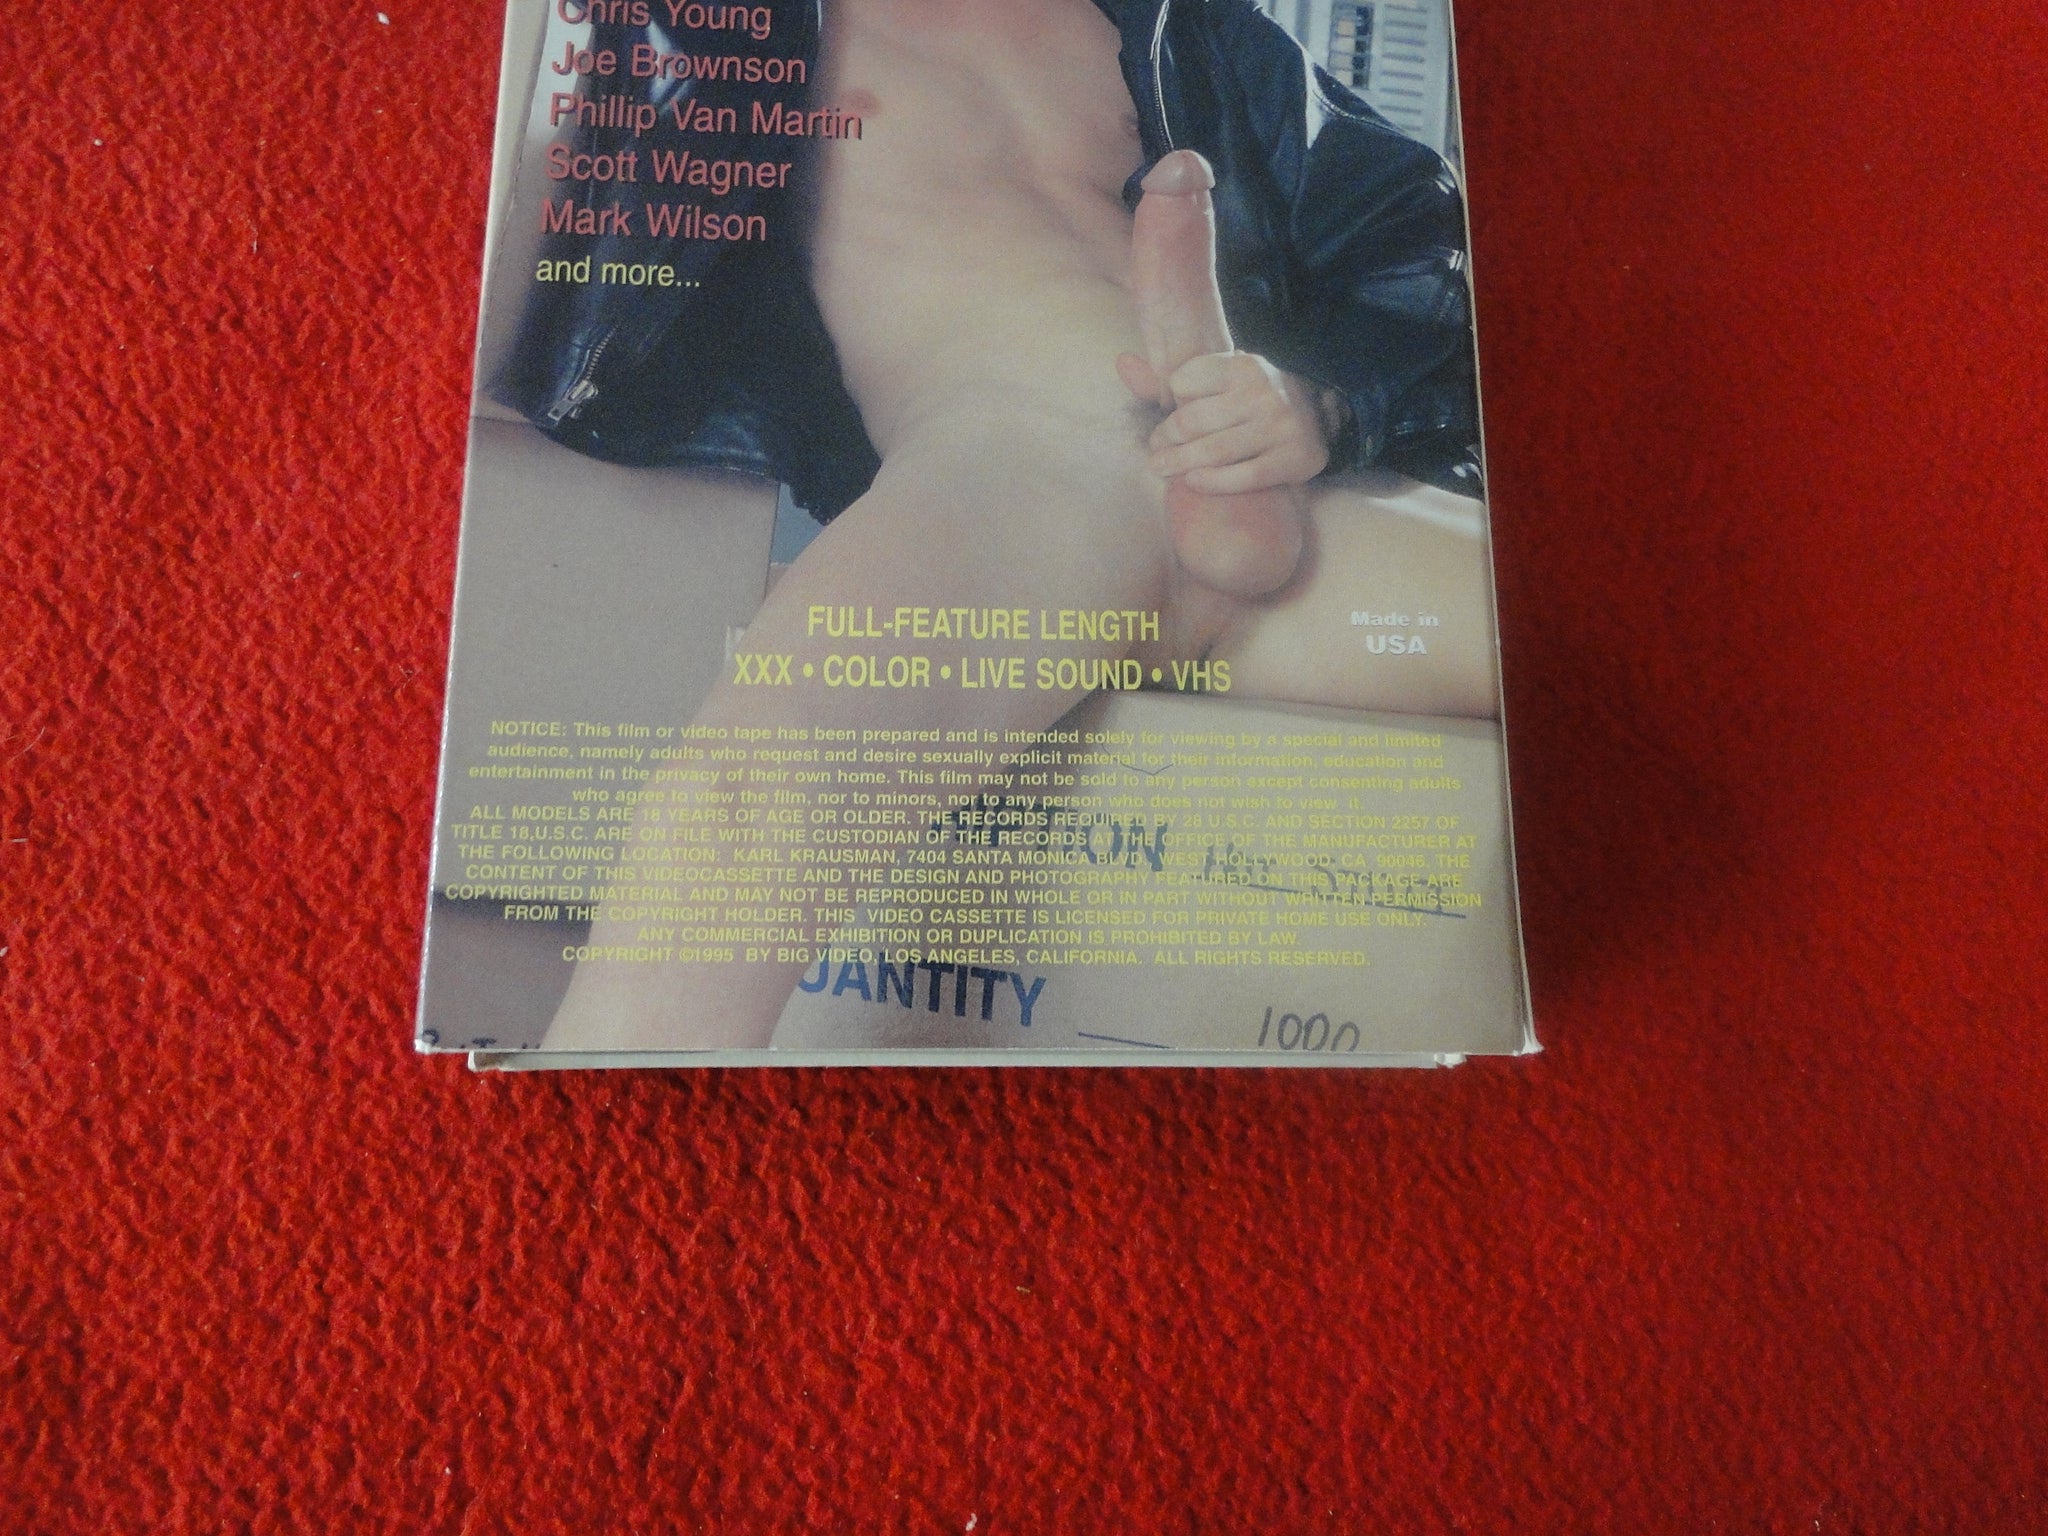 Chris Young
Joe Brownson
Phillip Van Martin
Scott Wagner
Mark Wilson
and more...
FULL-FEATURE LENGTH
XXX • COLOR • LIVE SOUND • VHS
Made in
USA
NOTICE: This film or video tape has been prepared and is intended solely for viewing by a special and limited
audience, namely adults who request and desire sexually explicit material for their information, education and
entertainment in the privacy of their own home. This film may not be sold to any person except consenting adults
who agree to view the film, nor to minors, nor to any person who does not wish to view it.
ALL MODELS ARE 18 YEARS OF AGE OR OLDER. THE RECORDS REQUIRED BY 28 U.S.C. AND SECTION 2257 OF
TITLE 18,U.S.C. ARE ON FILE WITH THE CUSTODIAN OF THE RECORDS AT THE OFFICE OF THE MANUFACTURER AT
THE FOLLOWING LOCATION: KARL KRAUSMAN, 7404 SANTA MONICA BLVD., WEST HOLLYWOOD, CA 90046. THE
CONTENT OF THIS VIDEOCASSETTE AND THE DESIGN AND PHOTOGRAPHY FEATURED ON THIS PACKAGE ARE
COPYRIGHTED MATERIAL AND MAY NOT BE REPRODUCED IN WHOLE OR IN PART WITHOUT WRITTEN PERMISSION
FROM THE COPYRIGHT HOLDER. THIS VIDEO CASSETTE IS LICENSED FOR PRIVATE HOME USE ONLY.
ANY COMMERCIAL EXHIBITION OR DUPLICATION IS PROHIBITED BY LAW.
COPYRIGHT ©1995 BY BIG VIDEO, LOS ANGELES, CALIFORNIA. ALL RIGHTS RESERVED.
UANTITY 1000